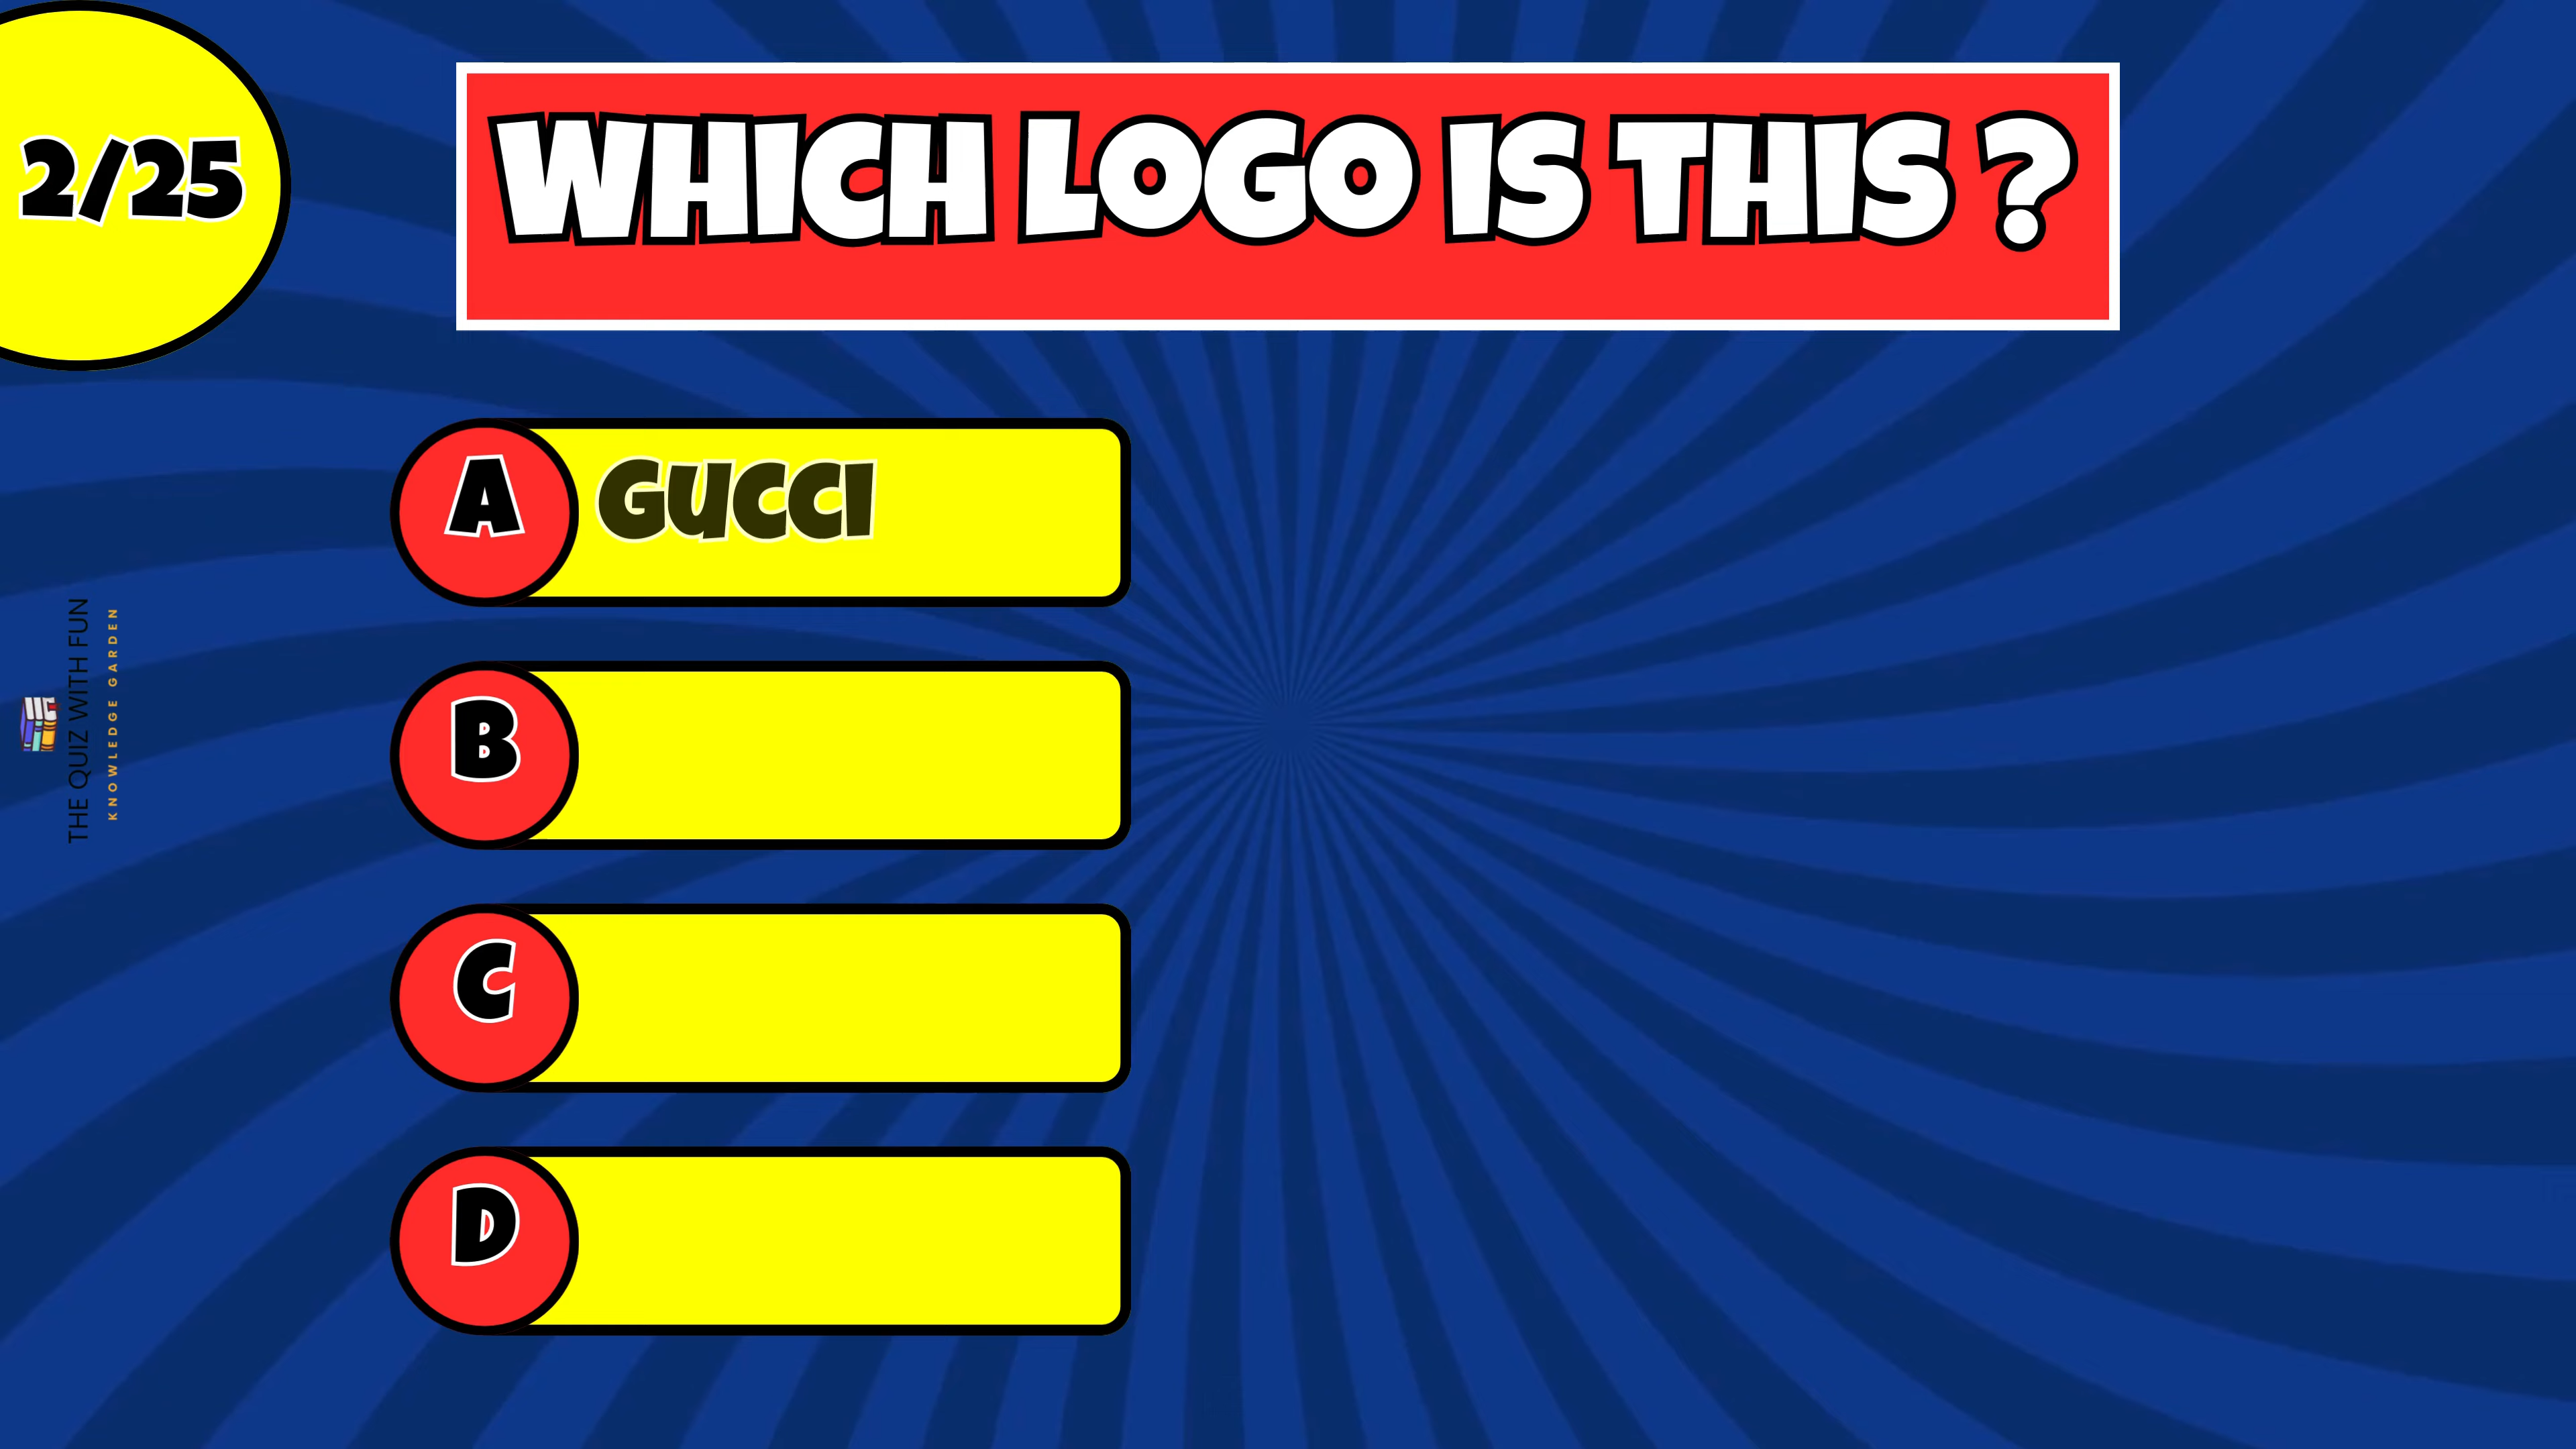 2/25
WHICH LOGO IS THIS ?
A GUCCI
B
C
D
THE QUIZ WITH FUN
KNOWLEDGE GARDEN